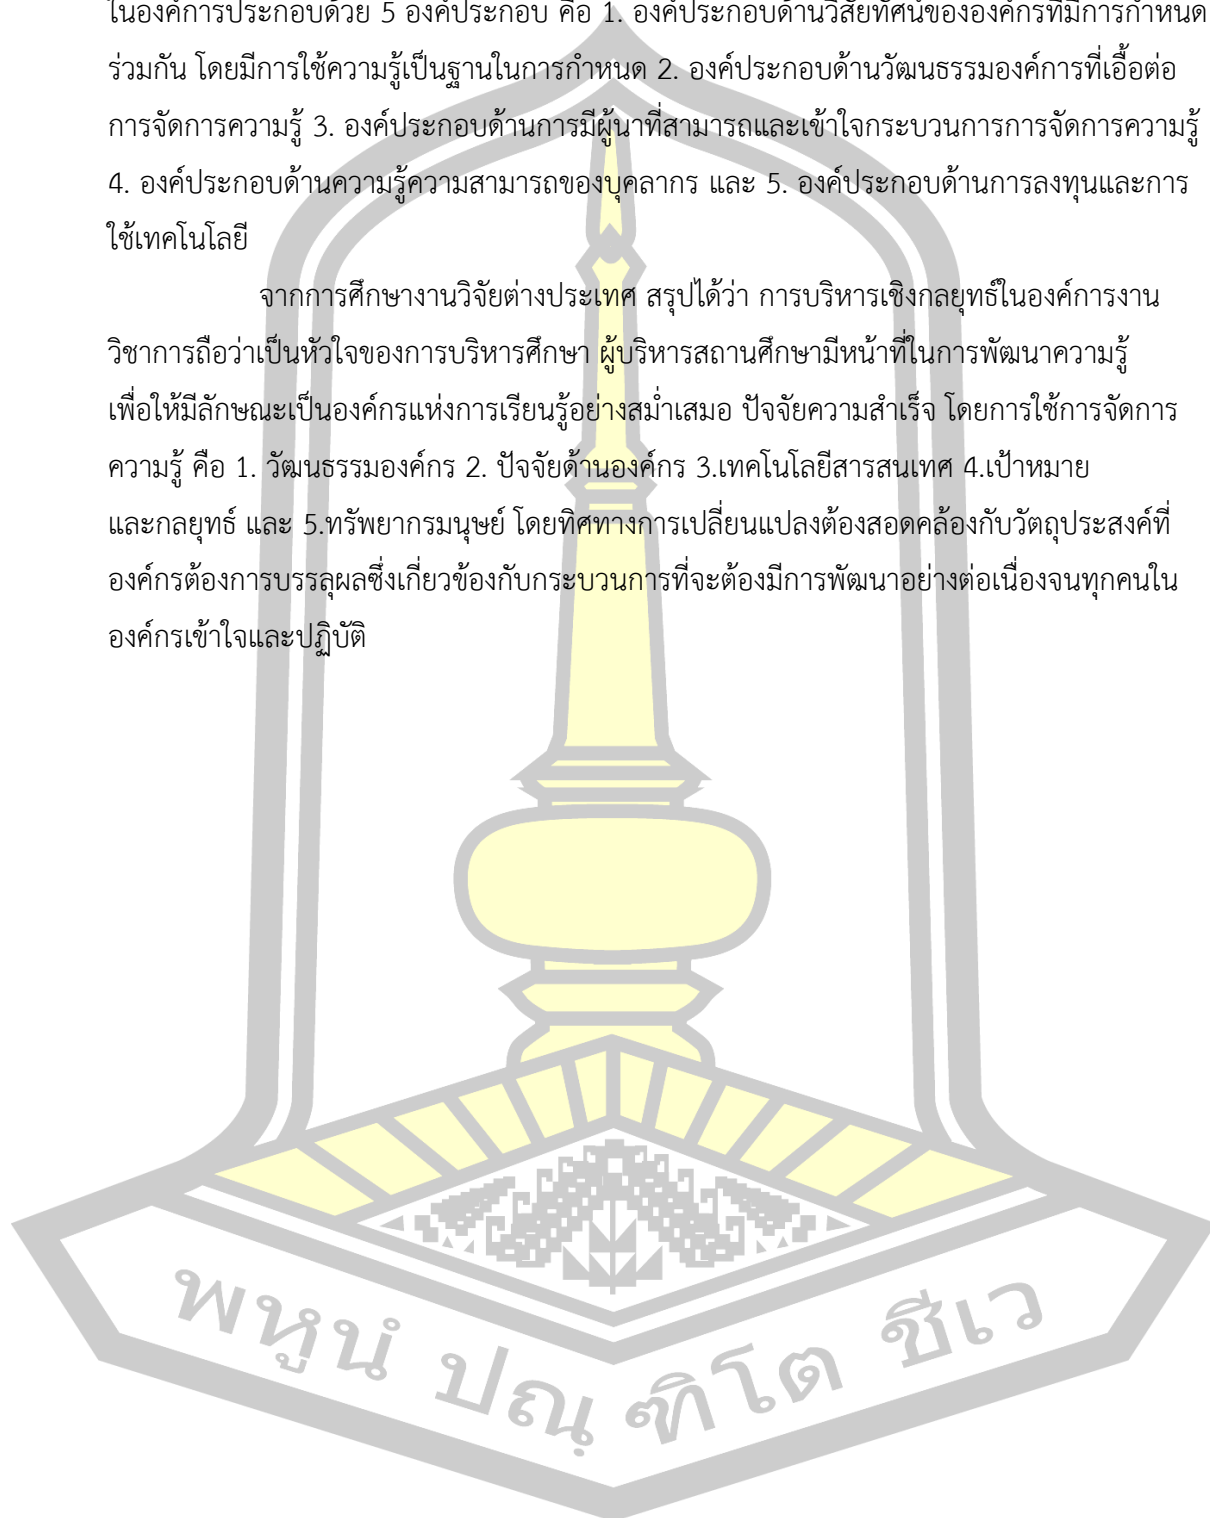 ในองค์การประกอบด้วย 5 องค์ประกอบ คือ 1. องค์ประกอบด้านวิสัยทัศน์ขององค์กรที่มีการกำหนด
ร่วมกัน โดยมีการใช้ความรู้เป็นฐานในการกำหนด 2. องค์ประกอบด้านวัฒนธรรมองค์การที่เอื้อต่อ
การจัดการความรู้ 3. องค์ประกอบด้านการมีผู้นาที่สามารถและเข้าใจกระบวนการการจัดการความรู้
4. องค์ประกอบด้านความรู้ความสามารถของบุคลากร และ 5. องค์ประกอบด้านการลงทุนและการ
ใช้เทคโนโลยี
จากการศึกษางานวิจัยต่างประเทศ สรุปได้ว่า การบริหารเชิงกลยุทธ์ในองค์การงาน
วิชาการถือว่าเป็นหัวใจของการบริหารศึกษา ผู้บริหารสถานศึกษามีหน้าที่ในการพัฒนาความรู้
เพื่อให้มีลักษณะเป็นองค์กรแห่งการเรียนรู้อย่างสม่ำเสมอ ปัจจัยความสำเร็จ โดยการใช้การจัดการ
ความรู้ คือ 1. วัฒนธรรมองค์กร 2. ปัจจัยด้านองค์กร 3.เทคโนโลยีสารสนเทศ 4.เป้าหมาย
และกลยุทธ์ และ 5.ทรัพยากรมนุษย์ โดยทิศทางการเปลี่ยนแปลงต้องสอดคล้องกับวัตถุประสงค์ที่
องค์กรต้องการบรรลุผลซึ่งเกี่ยวข้องกับกระบวนการที่จะต้องมีการพัฒนาอย่างต่อเนื่องจนทุกคนใน
องค์กรเข้าใจและปฏิบัติ
พหูนํ ปณฺ ฑิโต ชีเว